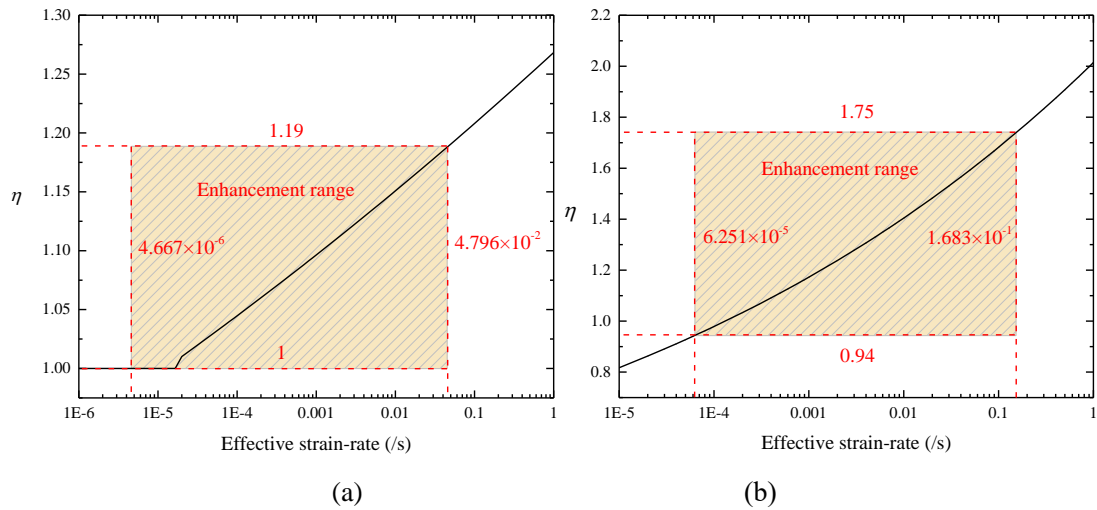 1.30
1.25
1.20
1.15
1.10
1.05
1.00
η
1.19
Enhancement range
4.667×10⁻⁶
4.796×10⁻²
1
1E-6 1E-5 1E-4 0.001 0.01 0.1 1
Effective strain-rate (/s)
(a)
2.2
2.0
1.8
1.6
1.4
1.2
1.0
0.8
η
1.75
Enhancement range
6.251×10⁻⁵
1.683×10⁻¹
0.94
1E-5 1E-4 0.001 0.01 0.1 1
Effective strain-rate (/s)
(b)